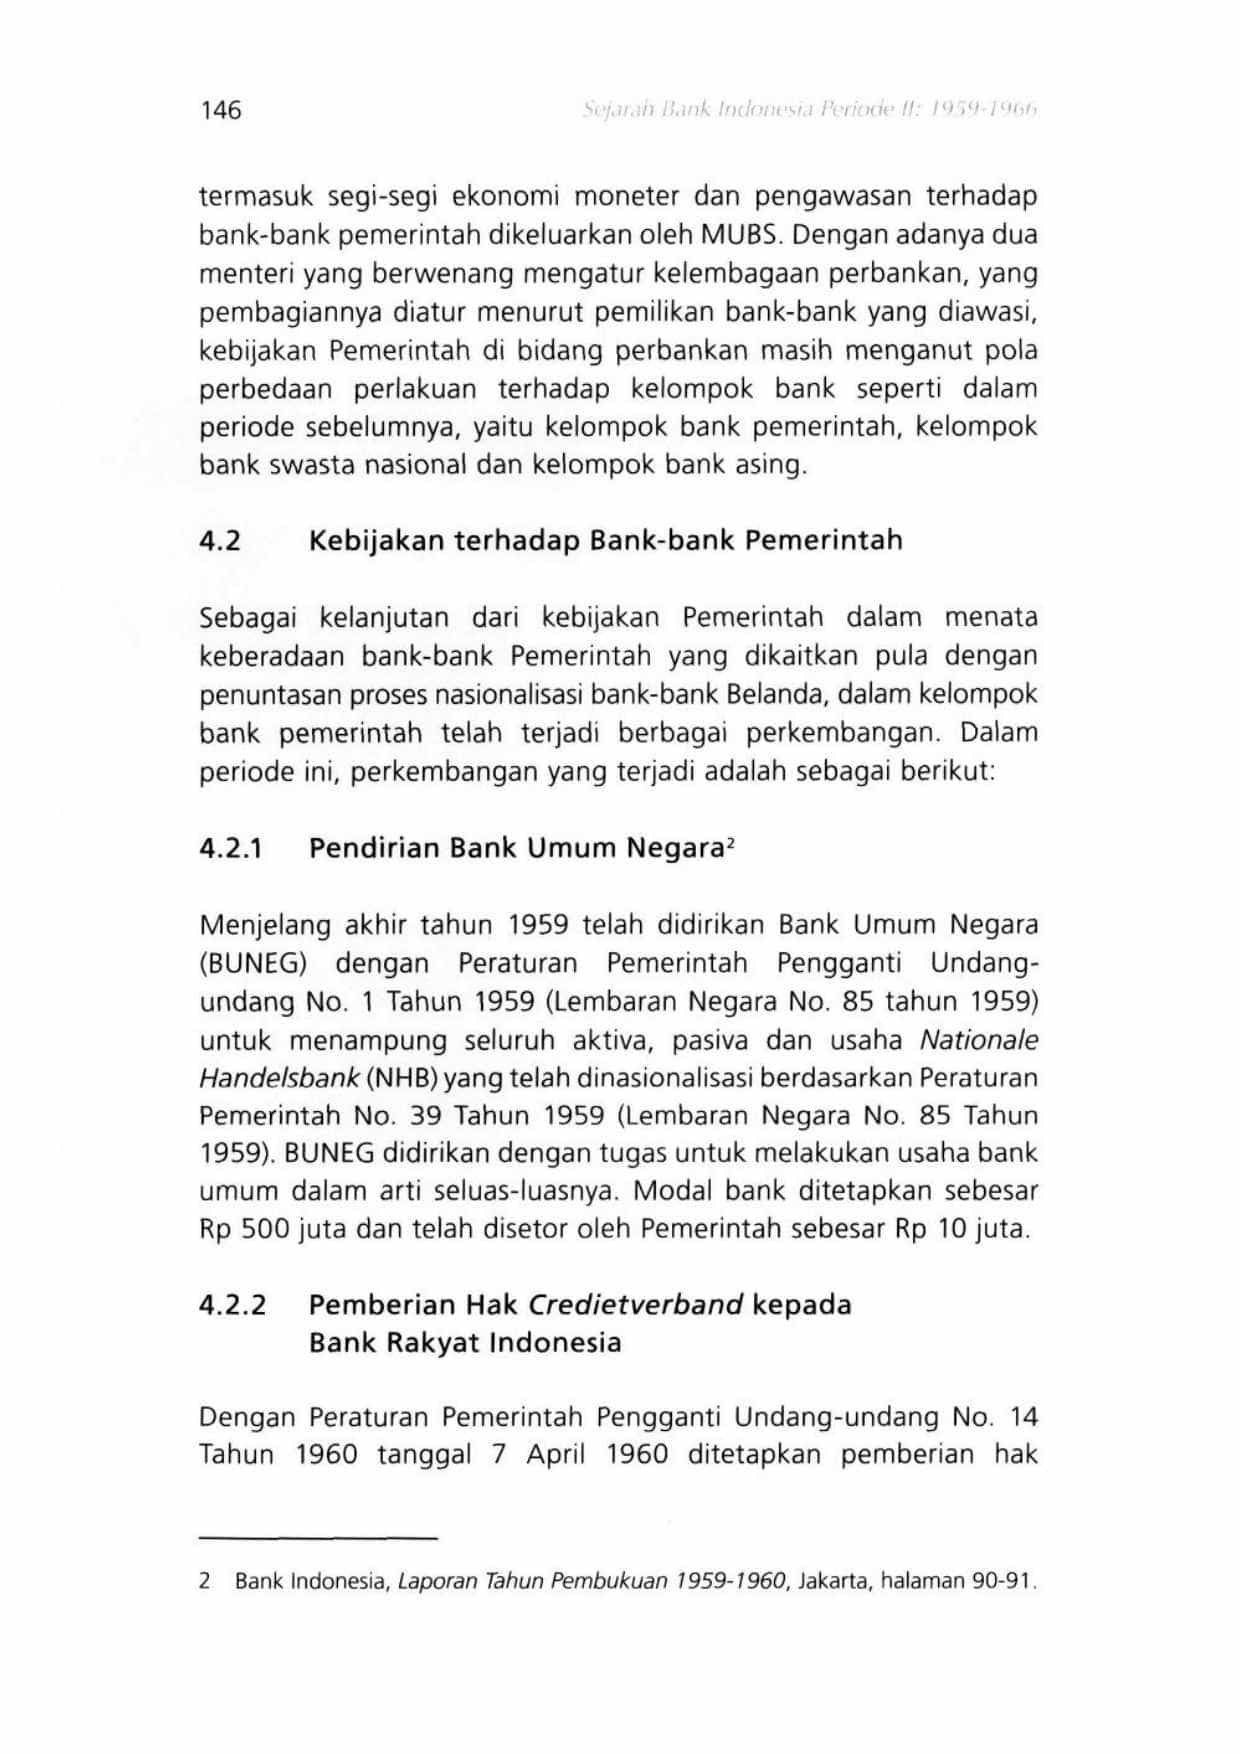 146
Sejarah Bank Indonesia Periode II: 1959-1966
termasuk segi-segi ekonomi moneter dan pengawasan terhadap
bank-bank pemerintah dikeluarkan oleh MUBS. Dengan adanya dua
menteri yang berwenang mengatur kelembagaan perbankan, yang
pembagiannya diatur menurut pemilikan bank-bank yang diawasi,
kebijakan Pemerintah di bidang perbankan masih menganut pola
perbedaan perlakuan terhadap kelompok bank seperti dalam
periode sebelumnya, yaitu kelompok bank pemerintah, kelompok
bank swasta nasional dan kelompok bank asing.
4.2 Kebijakan terhadap Bank-bank Pemerintah
Sebagai kelanjutan dari kebijakan Pemerintah dalam menata
keberadaan bank-bank Pemerintah yang dikaitkan pula dengan
penuntasan proses nasionalisasi bank-bank Belanda, dalam kelompok
bank pemerintah telah terjadi berbagai perkembangan. Dalam
periode ini, perkembangan yang terjadi adalah sebagai berikut:
4.2.1 Pendirian Bank Umum Negara²
Menjelang akhir tahun 1959 telah didirikan Bank Umum Negara
(BUNEG) dengan Peraturan Pemerintah Pengganti Undang-
undang No. 1 Tahun 1959 (Lembaran Negara No. 85 tahun 1959)
untuk menampung seluruh aktiva, pasiva dan usaha Nationale
Handelsbank (NHB) yang telah dinasionalisasi berdasarkan Peraturan
Pemerintah No. 39 Tahun 1959 (Lembaran Negara No. 85 Tahun
1959). BUNEG didirikan dengan tugas untuk melakukan usaha bank
umum dalam arti seluas-luasnya. Modal bank ditetapkan sebesar
Rp 500 juta dan telah disetor oleh Pemerintah sebesar Rp 10 juta.
4.2.2 Pemberian Hak Credietverband kepada
Bank Rakyat Indonesia
Dengan Peraturan Pemerintah Pengganti Undang-undang No. 14
Tahun 1960 tanggal 7 April 1960 ditetapkan pemberian hak
2 Bank Indonesia, Laporan Tahun Pembukuan 1959-1960, Jakarta, halaman 90-91.